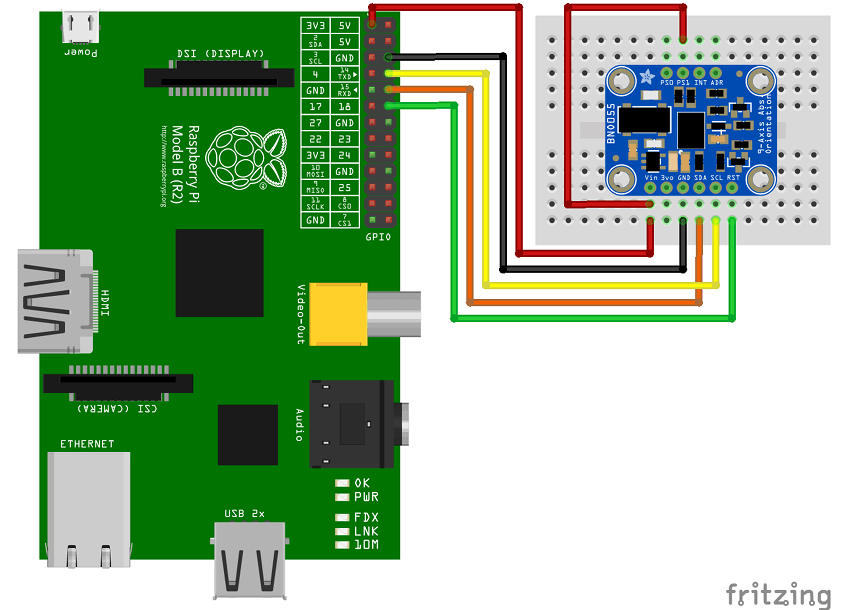 Power
DSI (DISPLAY)
3V3 5V
2 SDA 5V
3 SCL GND
4 14 TXD
GND 15 RXD
17 18
27 GND
22 23
3V3 24
10 MOSI GND
9 MISO 25
11 SCLK 8 CS0
GND 7 CS1
GPIO
Raspberry Pi
Model B (R2)
http://www.raspberrypi.org
HDMI
Video-Out
CSI (CAMERA)
Audio
ETHERNET
OK
PWR
FDX
LNK
10M
USB 2x
PS0 PS1 INT ADR
BNO055
9-Axis Abs.
Orientation
Vin 3vo GND SDA SCL RST
fritzing